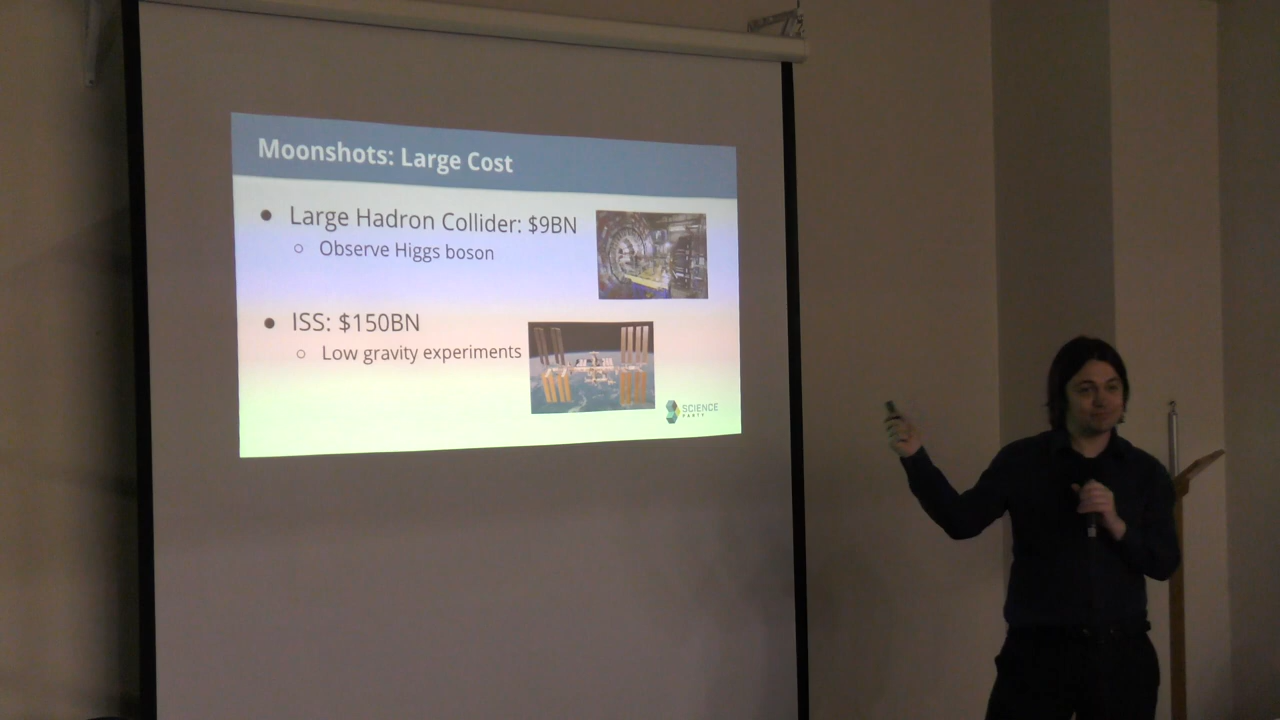 Moonshots: Large Cost
● Large Hadron Collider: $9BN
○ Observe Higgs boson
● ISS: $150BN
○ Low gravity experiments
SCIENCE
PARTY